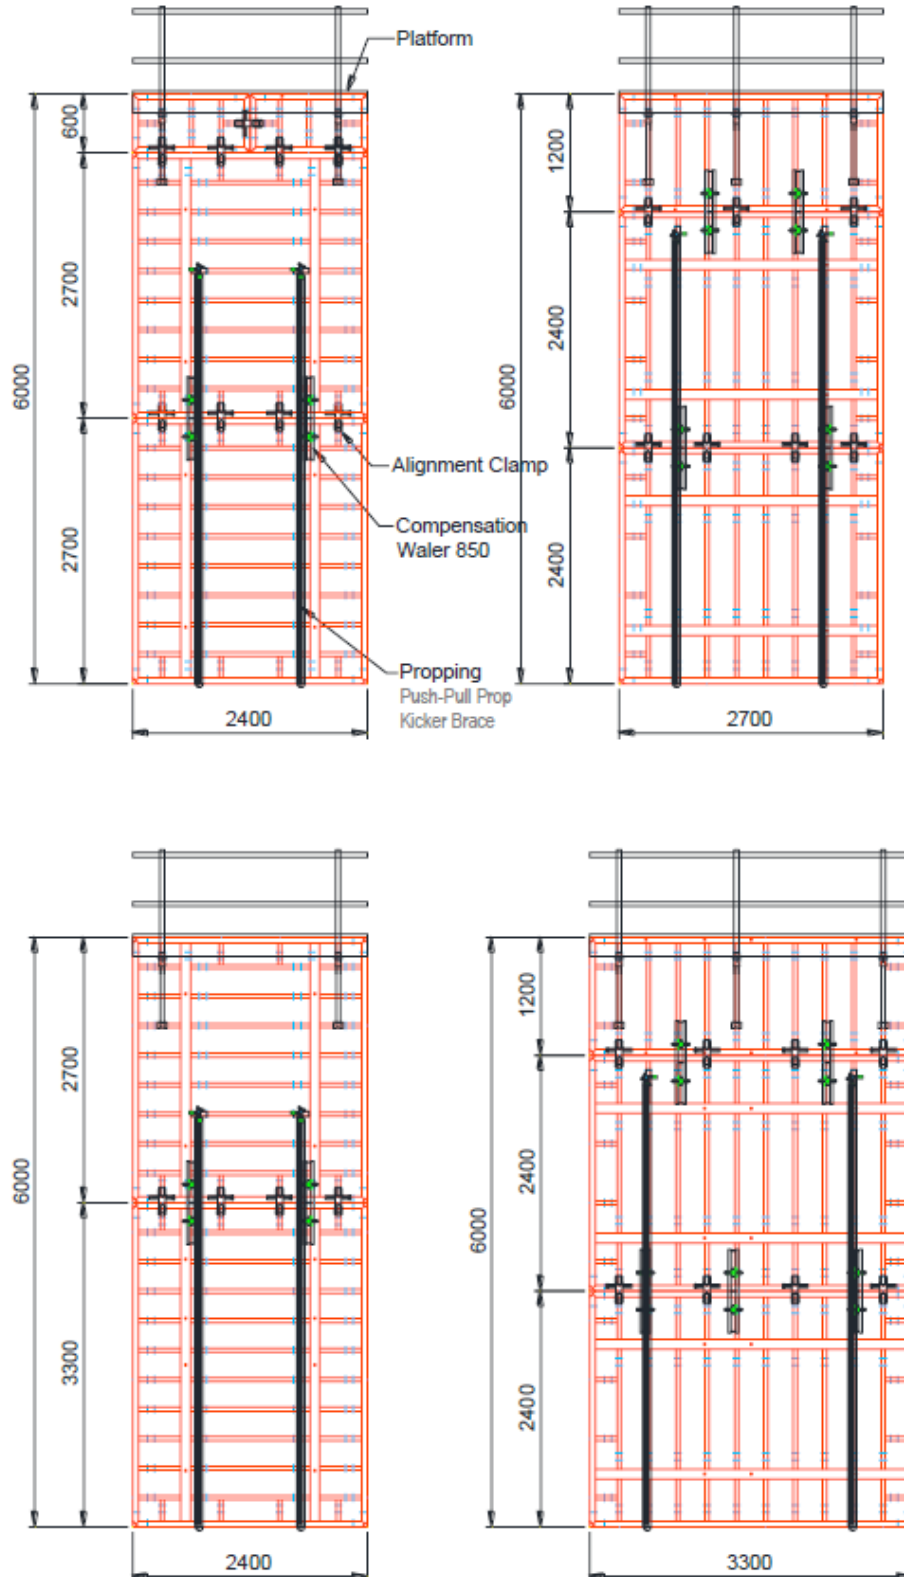 Platform
600
2700
6000
2700
Alignment Clamp
Compensation
Waler 850
Propping
Push-Pull Prop
Kicker Brace
2400
1200
2400
6000
2400
2700
2700
6000
3300
2400
1200
2400
6000
2400
3300